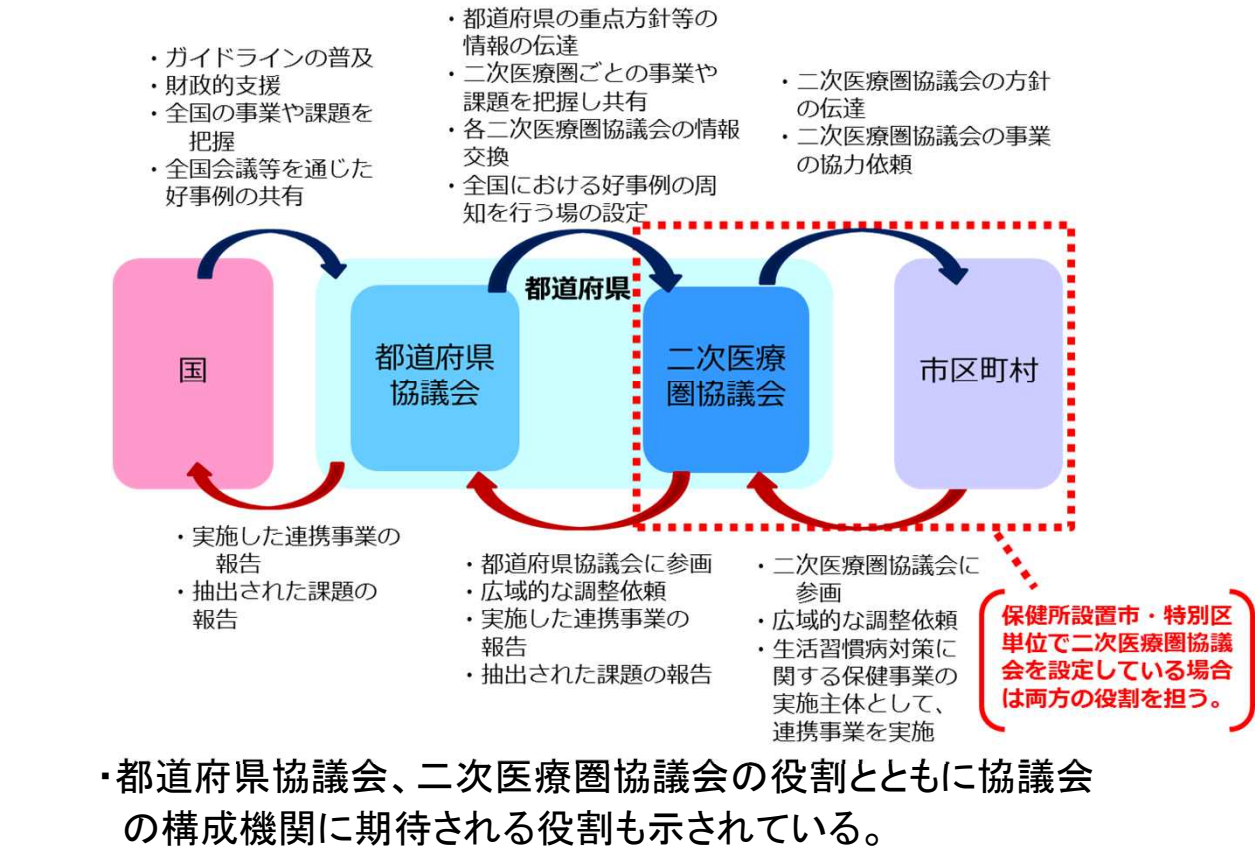 ・ガイドラインの普及
・財政的支援
・全国の事業や課題を
把握
・全国会議等を通じた
好事例の共有
・都道府県の重点方針等の
情報の伝達
・二次医療圏ごとの事業や
課題を把握し共有
・各二次医療圏協議会の情報
交換
・全国における好事例の周
知を行う場の設定
・二次医療圏協議会の方針
の伝達
・二次医療圏協議会の事業
の協力依頼
国
都道府県
協議会
都道府県
二次医療
圏協議会
市区町村
・実施した連携事業の
報告
・抽出された課題の
報告
・都道府県協議会に参画
・広域的な調整依頼
・実施した連携事業の
報告
・抽出された課題の報告
・二次医療圏協議会に
参画
・広域的な調整依頼
・生活習慣病対策に
関する保健事業の
実施主体として、
連携事業を実施
保健所設置市・特別区
単位で二次医療圏協議
会を設定している場合
は両方の役割を担う。
・都道府県協議会、二次医療圏協議会の役割とともに協議会
の構成機関に期待される役割も示されている。